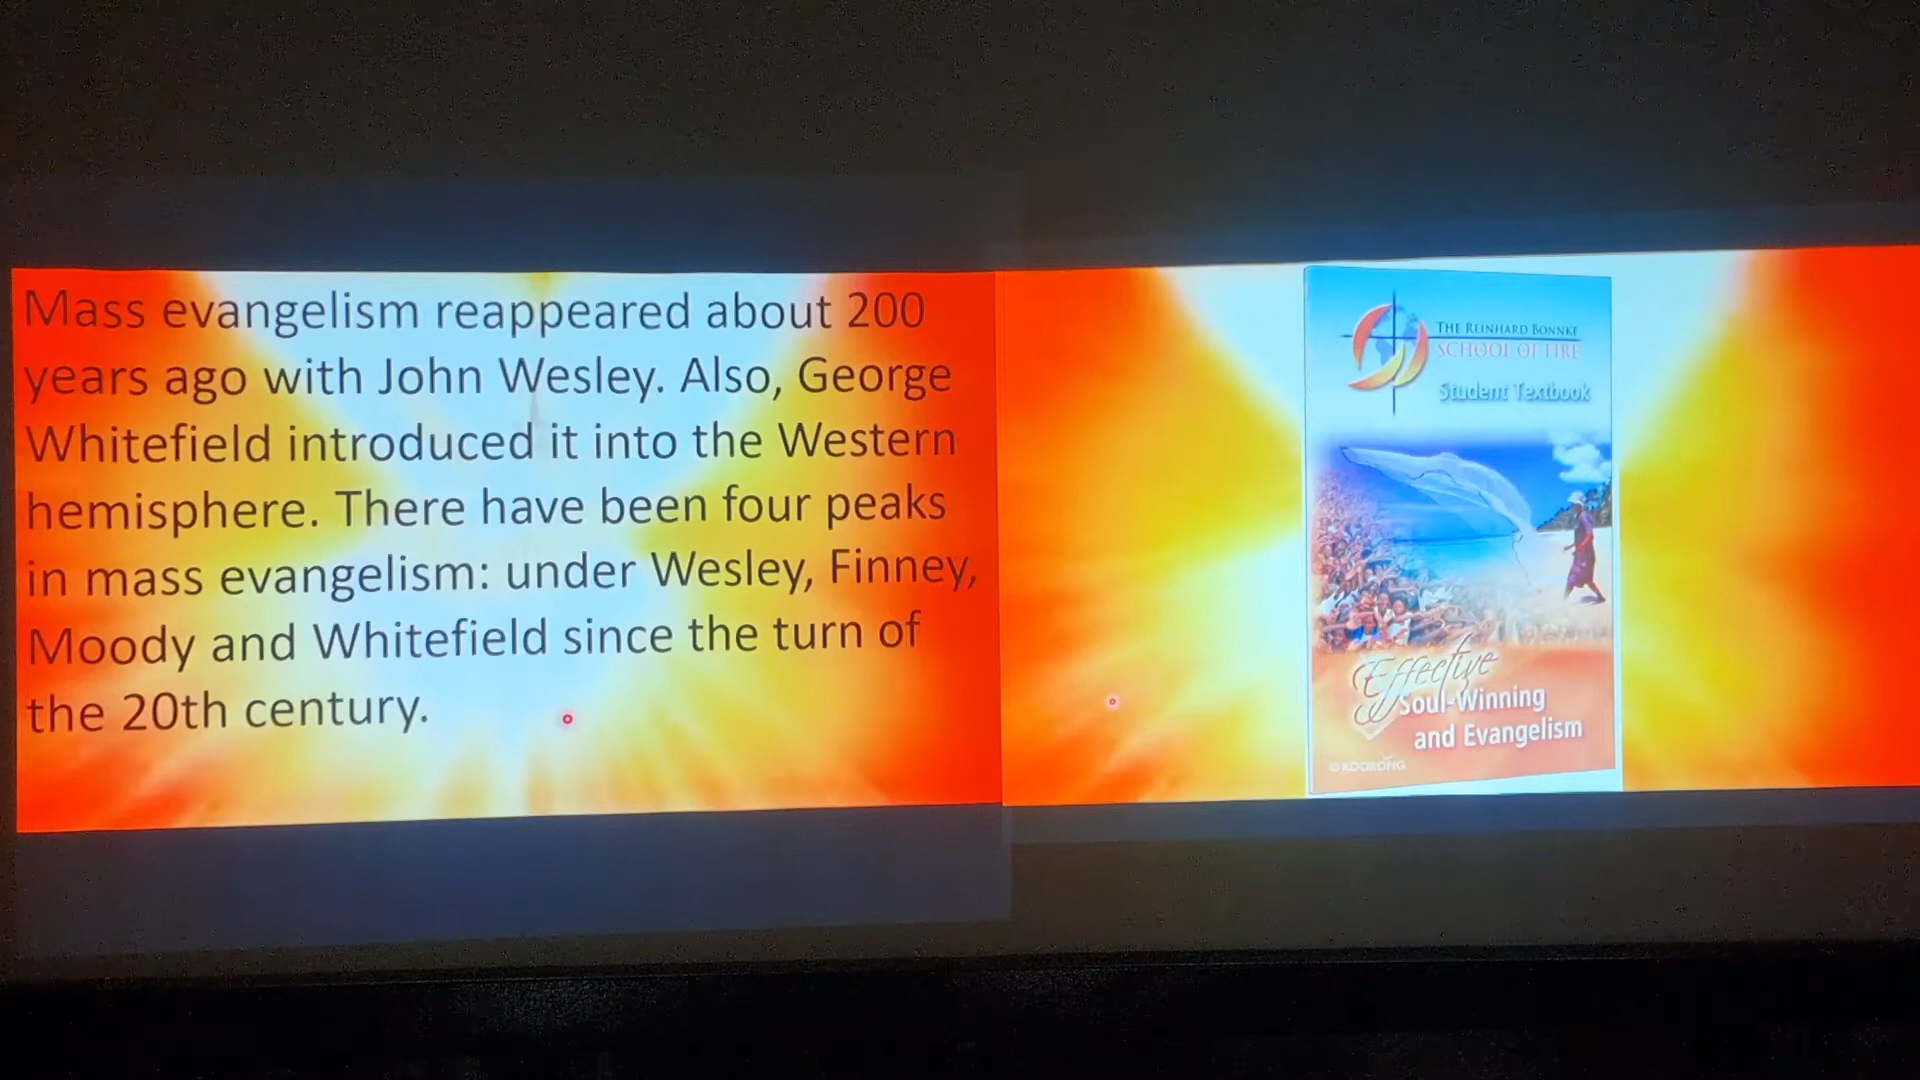 Mass evangelism reappeared about 200
years ago with John Wesley. Also, George
Whitefield introduced it into the Western
hemisphere. There have been four peaks
in mass evangelism: under Wesley, Finney,
Moody and Whitefield since the turn of
the 20th century.
THE REINHARD BONNKE
SCHOOL OF FIRE
Student Textbook
Effective
Soul-Winning
and Evangelism
© KOORONG